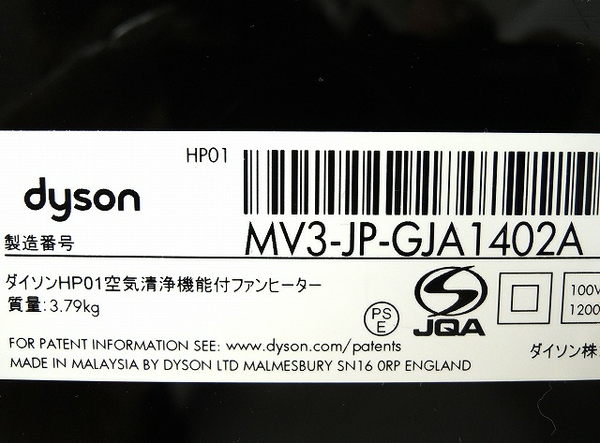 HP01
dyson
製造番号
MV3-JP-GJA1402A
ダイソンHP01空気清浄機能付ファンヒーター
質量:3.79kg
PS
E
JQA
100V
1200
FOR PATENT INFORMATION SEE: www.dyson.com/patents
ダイソン株
MADE IN MALAYSIA BY DYSON LTD MALMESBURY SN16 0RP ENGLAND